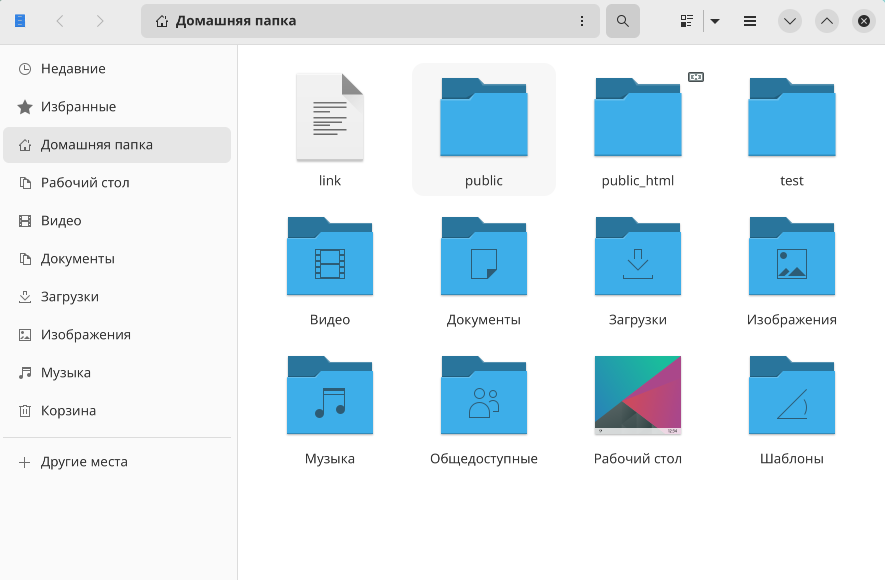 Домашняя папка
Недавние
Избранные
Домашняя папка
Рабочий стол
Видео
Документы
Загрузки
Изображения
Музыка
Корзина
Другие места
link
public
public_html
test
Видео
Документы
Загрузки
Изображения
Музыка
Общедоступные
Рабочий стол
Шаблоны